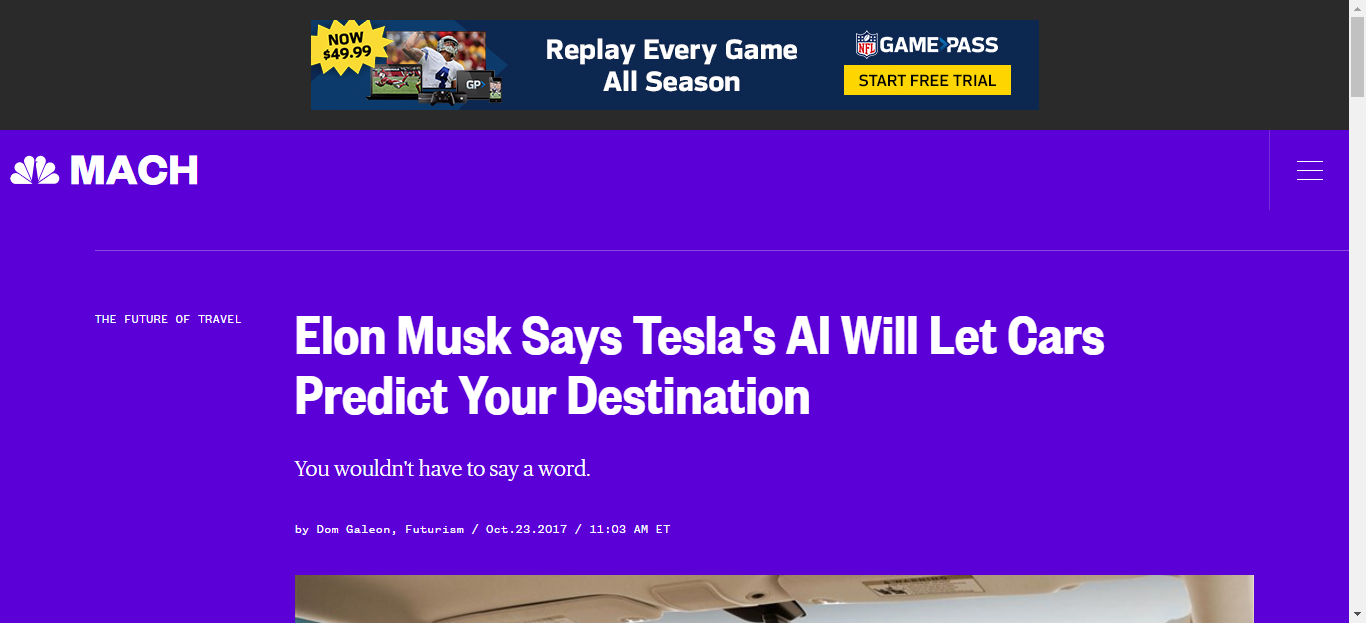 NOW
$49.99
GP
Replay Every Game
All Season
NFL
GAME PASS
START FREE TRIAL
MACH
THE FUTURE OF TRAVEL
Elon Musk Says Tesla's AI Will Let Cars
Predict Your Destination
You wouldn't have to say a word.
by Dom Galeon, Futurism / Oct.23.2017 / 11:03 AM ET
WARNING